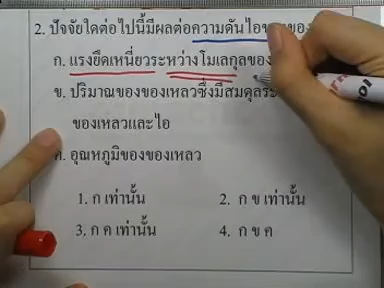 2. ปัจจัยใดต่อไปนี้มีผลต่อความดันไอของ
ก. แรงยึดเหนี่ยวระหว่างโมเลกุลของ
ข. ปริมาณของของเหลวซึ่งมีสมดุลระ
ของเหลวและไอ
ค. อุณหภูมิของของเหลว
1. ก เท่านั้น 2. ก ข เท่านั้น
3. ก ค เท่านั้น 4. ก ข ค